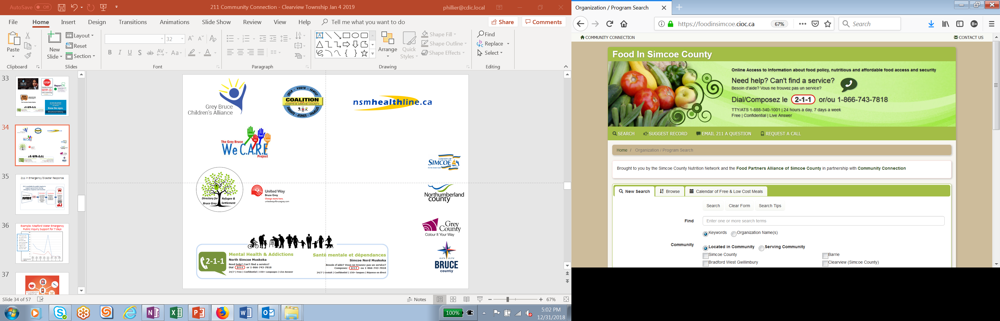 AutoSave Off
211 Community Connection - Clearview Township Jan 4 2019
phillier@cdic.local
File Home Insert Design Transitions Animations Slide Show Review View Help Tell me what you want to do
Share Comments
Paste
Clipboard
New Slide
Layout
Reset
Section
Slides
32
B I U S ab AV Aa A
Font
Paragraph
Arrange
Quick Styles
Shape Fill
Shape Outline
Shape Effects
Drawing
Find
Replace
Select
Editing
33
STOP
ReportON
Know the signs.
34
35
211 in Emergency/Disaster Response
36
Example: Meaford Water Emergency
Public Inquiry Support for 7 days
37
Grey Bruce
Children's Alliance
CHILD · YOUTH · FAMILY
COALITION
COMITÉ DE SIMCOE COUNTY
ENFANTS · JEUNES · FAMILLES
nsmhealthline.ca
The Grey Bruce
We C.A.R.E
Project
COUNTY OF
SIMCOE
For the Greater Good
Directory for Refugee &
Bruce Grey Settlement
United Way
Bruce Grey
Change starts here.
unitedwayofbrucegrey.com
Northumberland
county
Grey
County
Colour It Your Way
45.0°N 81.3°W
BRUCE
county
2-1-1
Mental Health & Addictions
North Simcoe Muskoka
Need help? Can't find a service?
Dial 2-1-1 or 1-866-743-7818
24/7 | Free | Confidential | 150+ Languages | Live Answer
Santé mentale et dépendances
Simcoe Nord Muskoka
Besoin d'aide? Vous ne trouvez pas un service?
Composez 2-1-1 ou 1-866-743-7818
24/7 | Gratuit | Confidentiel | 150+ langues | Réponse en direct
Slide 34 of 57
Notes
67%
100%
5:02 PM
12/31/2018
Organization / Program Search
https://foodinsimcoe.cioc.ca
67%
Search
COMMUNITY CONNECTION
CONTACT US
Food In Simcoe County
Online Access to Information about food policy, nutritious and affordable food access and security
Need help? Can't find a service?
Besoin d'aide? Vous ne trouvez pas un service?
Dial/Composez le 2-1-1 or/ou 1-866-743-7818
TTY/ATS 1-888-340-1001 | 24 hours a day, 7 days a week
Free | Confidential | Live Answer
SEARCH SUGGEST RECORD EMAIL 211 A QUESTION REQUEST A CALL
Home / Organization / Program Search
Brought to you by the Simcoe County Nutrition Network and the Food Partners Alliance of Simcoe County in partnership with Community Connection
New Search Browse Calendar of Free & Low Cost Meals
Search Clear Form Search Tips
Find Enter one or more search terms
Keywords Organization Name(s)
Community Located in Community Serving Community
Simcoe County Barrie
Bradford West Gwillimbury Clearview (Simcoe County)